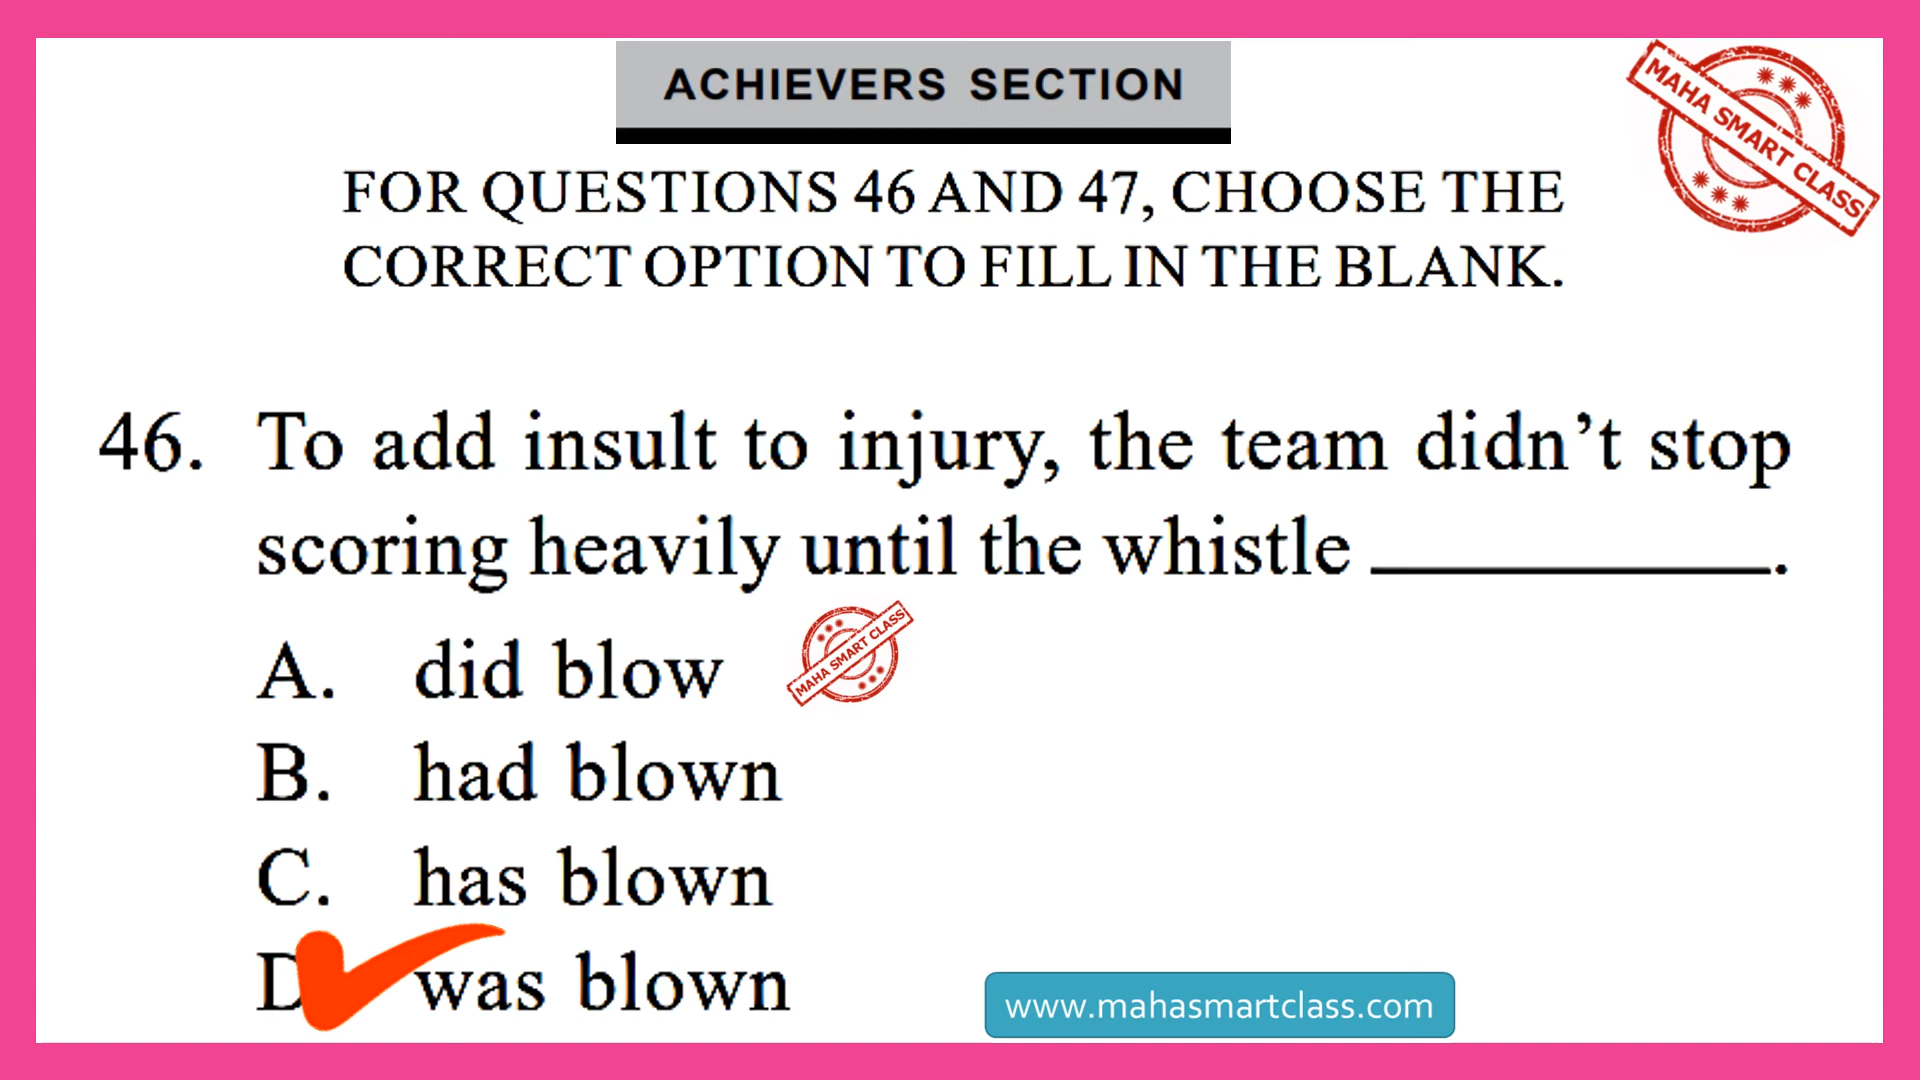 ACHIEVERS SECTION
MAHA SMART CLASS
FOR QUESTIONS 46 AND 47, CHOOSE THE
CORRECT OPTION TO FILL IN THE BLANK.
46. To add insult to injury, the team didn’t stop
scoring heavily until the whistle __________.
A. did blow
MAHA SMART CLASS
B. had blown
C. has blown
D was blown
www.mahasmartclass.com